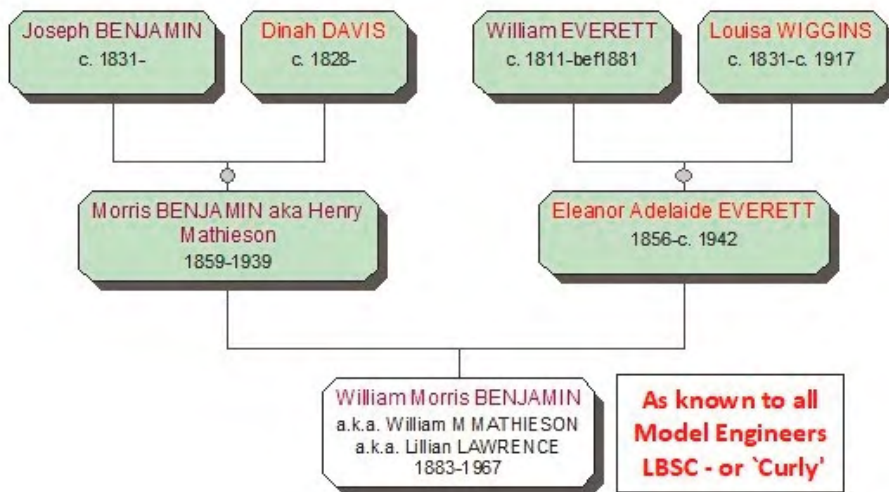 Joseph BENJAMIN
c. 1831-
Dinah DAVIS
c. 1828-
William EVERETT
c. 1811-bef1881
Louisa WIGGINS
c. 1831-c. 1917
Morris BENJAMIN aka Henry
Mathieson
1859-1939
Eleanor Adelaide EVERETT
1856-c. 1942
William Morris BENJAMIN
a.k.a. William M MATHIESON
a.k.a. Lillian LAWRENCE
1883-1967
As known to all
Model Engineers
LBSC - or `Curly'